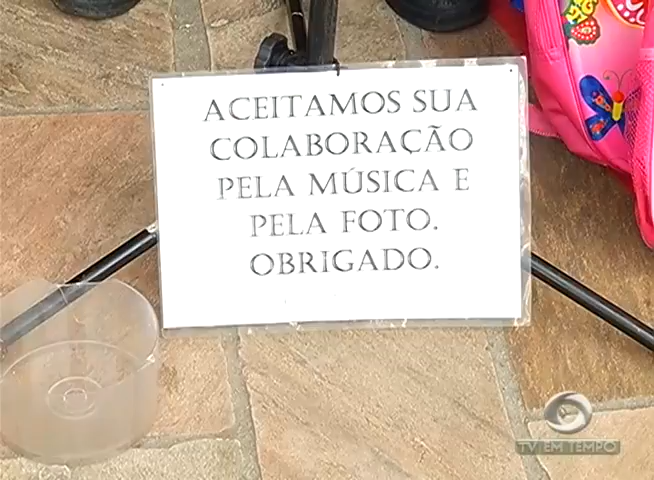 ACEITAMOS SUA
COLABORAÇÃO
PELA MÚSICA E
PELA FOTO.
OBRIGADO.
TV EM TEMPO